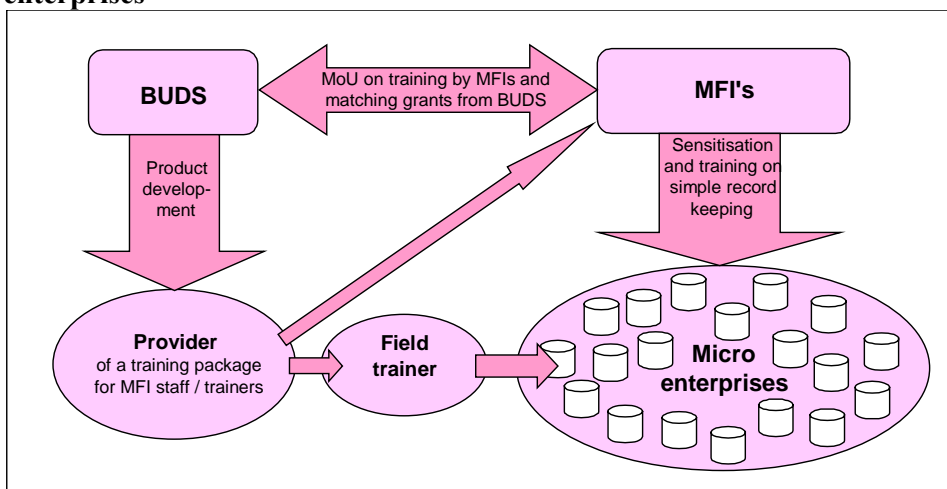 enterprises
BUDS
MoU on training by MFIs and
matching grants from BUDS
MFI's
Product
develop-
ment
Sensitisation
and training on
simple record
keeping
Provider
of a training package
for MFI staff / trainers
Field
trainer
Micro
enterprises